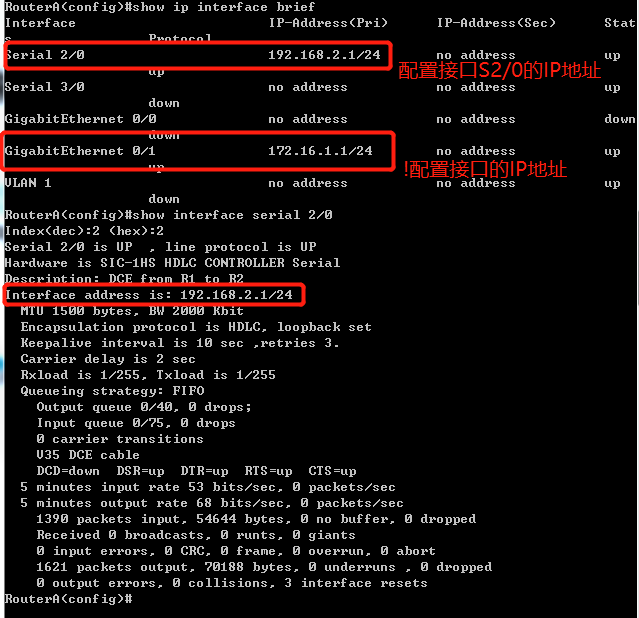 RouterA(config)#show ip interface brief
Interface IP-Address(Pri) IP-Address(Sec) Stat
s Protocol
Serial 2/0 192.168.2.1/24 no address up
up
配置接口S2/0的IP地址
Serial 3/0 no address no address up
down
GigabitEthernet 0/0 no address no address down
down
GigabitEthernet 0/1 172.16.1.1/24 no address up
up
!配置接口的IP地址
VLAN 1 no address no address up
down
RouterA(config)#show interface serial 2/0
Index(dec):2 (hex):2
Serial 2/0 is UP , line protocol is UP
Hardware is SIC-1HS HDLC CONTROLLER Serial
Description: DCE from R1 to R2
Interface address is: 192.168.2.1/24
MTU 1500 bytes, BW 2000 Kbit
Encapsulation protocol is HDLC, loopback set
Keepalive interval is 10 sec ,retries 3.
Carrier delay is 2 sec
Rxload is 1/255, Txload is 1/255
Queueing strategy: FIFO
Output queue 0/40, 0 drops;
Input queue 0/75, 0 drops
0 carrier transitions
V35 DCE cable
DCD=down DSR=up DTR=up RTS=up CTS=up
5 minutes input rate 53 bits/sec, 0 packets/sec
5 minutes output rate 68 bits/sec, 0 packets/sec
1390 packets input, 54644 bytes, 0 no buffer, 0 dropped
Received 0 broadcasts, 0 runts, 0 giants
0 input errors, 0 CRC, 0 frame, 0 overrun, 0 abort
1621 packets output, 70188 bytes, 0 underruns , 0 dropped
0 output errors, 0 collisions, 3 interface resets
RouterA(config)#